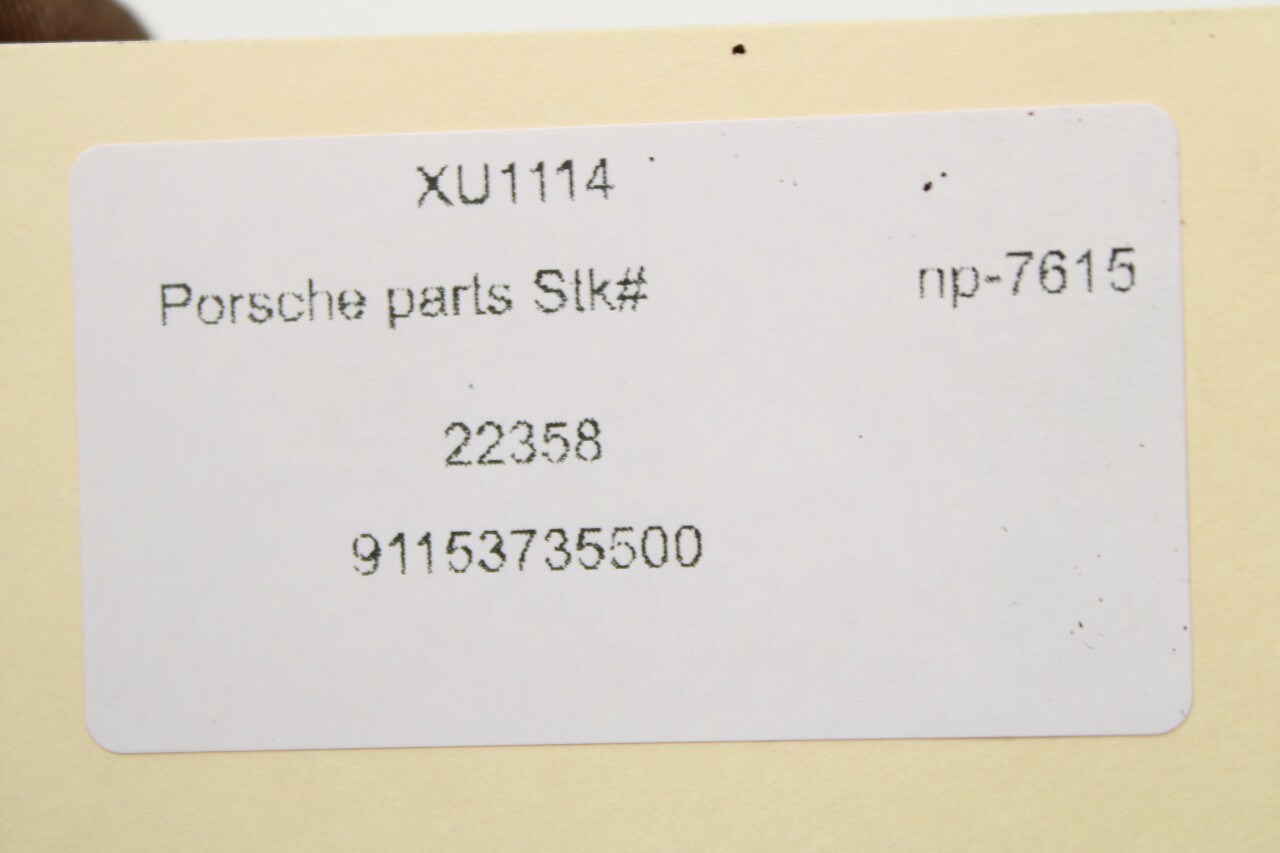 XU1114
Porsche parts Stk# np-7615
22358
91153735500